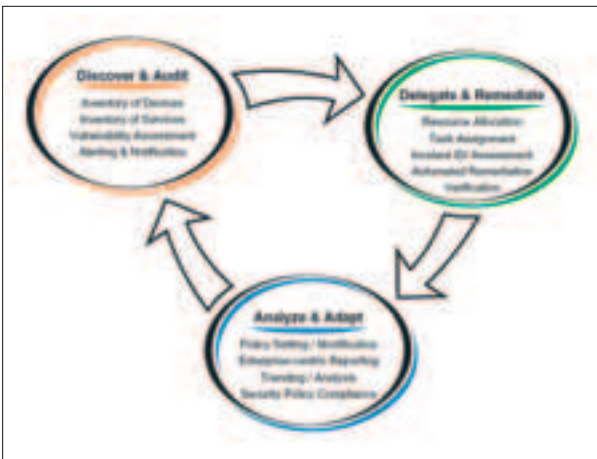 Discover & Audit
Inventory of Devices
Inventory of Services
Vulnerability Assessment
Alerting & Notification
Delegate & Remediate
Resource Allocation
Task Assignment
Assessment
Automated Remediation
Verification
Analyze & Adapt
Policy Setting / Modification
Enterprise-centric Reporting
Trending / Analysis
Security Policy Compliance